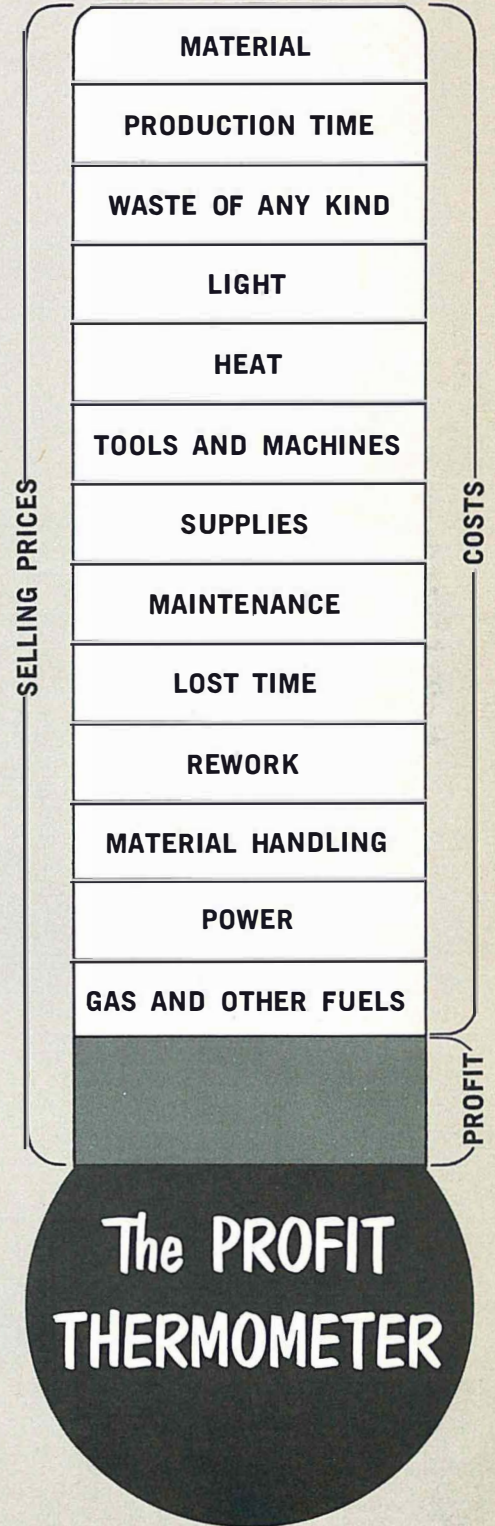 MATERIAL
PRODUCTION TIME
WASTE OF ANY KIND
LIGHT
HEAT
TOOLS AND MACHINES
SUPPLIES
MAINTENANCE
LOST TIME
REWORK
MATERIAL HANDLING
POWER
GAS AND OTHER FUELS
SELLING PRICES
COSTS
PROFIT
The PROFIT
THERMOMETER